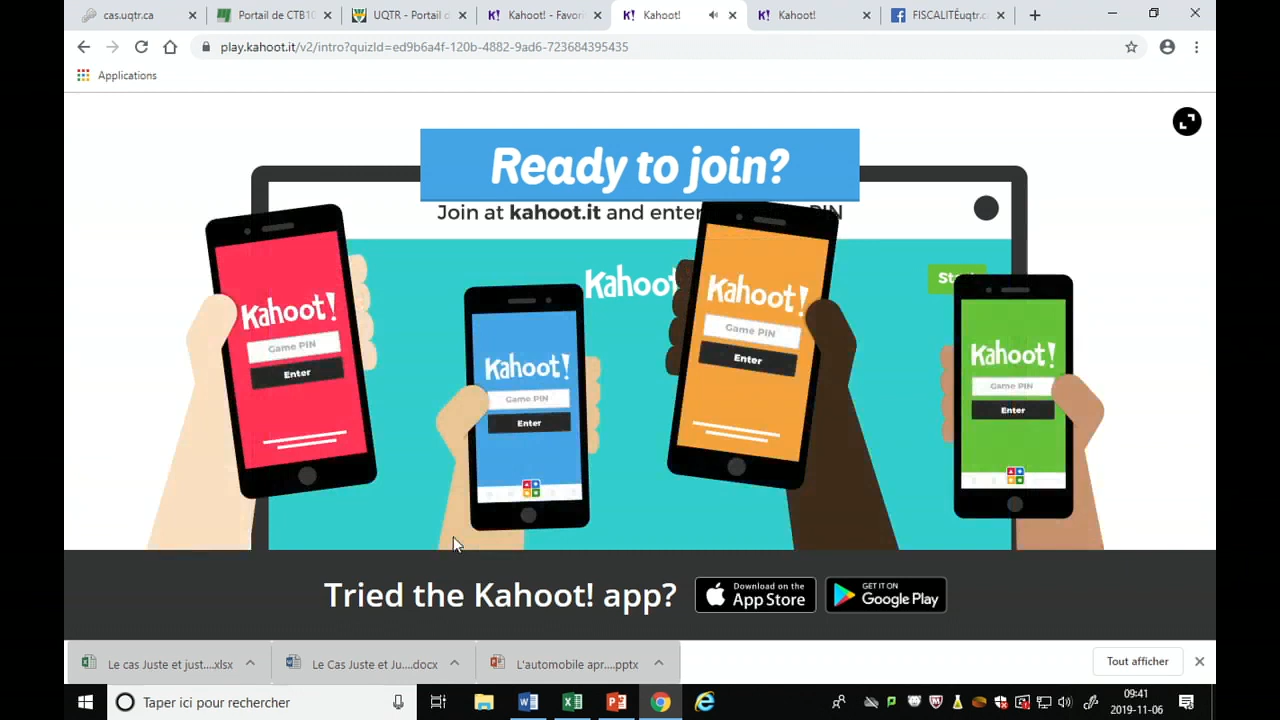 cas.uqtr.ca
Portail de CTB10
UQTR - Portail d
Kahoot! - Favori
Kahoot!
Kahoot!
FISCALITÉuqtr.c
play.kahoot.it/v2/intro?quizId=ed9b6a4f-120b-4882-9ad6-723684395435
Applications
Ready to join?
Join at kahoot.it and enter PIN
Kahoot!
Game PIN
Enter
Kahoot!
Game PIN
Enter
Kahoot
Kahoot!
Game PIN
Enter
Kahoot!
Game PIN
Enter
Tried the Kahoot! app?
Download on the
App Store
GET IT ON
Google Play
Le cas Juste et just....xlsx
Le Cas Juste et Ju....docx
L'automobile apr....pptx
Tout afficher
Taper ici pour rechercher
09:41
2019-11-06